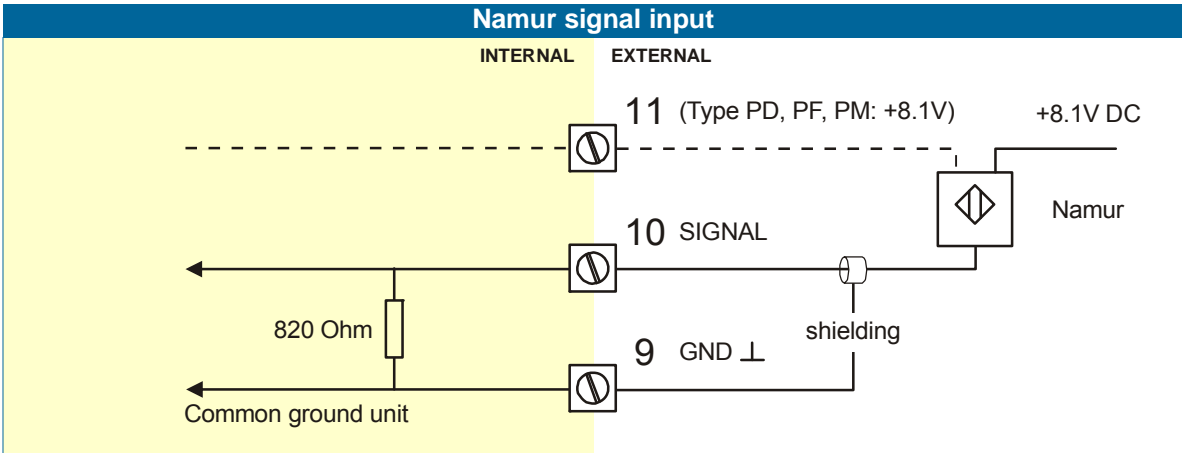 Namur signal input
INTERNAL EXTERNAL
11 (Type PD, PF, PM: +8.1V) +8.1V DC
Namur
10 SIGNAL
820 Ohm
shielding
9 GND ⊥
Common ground unit